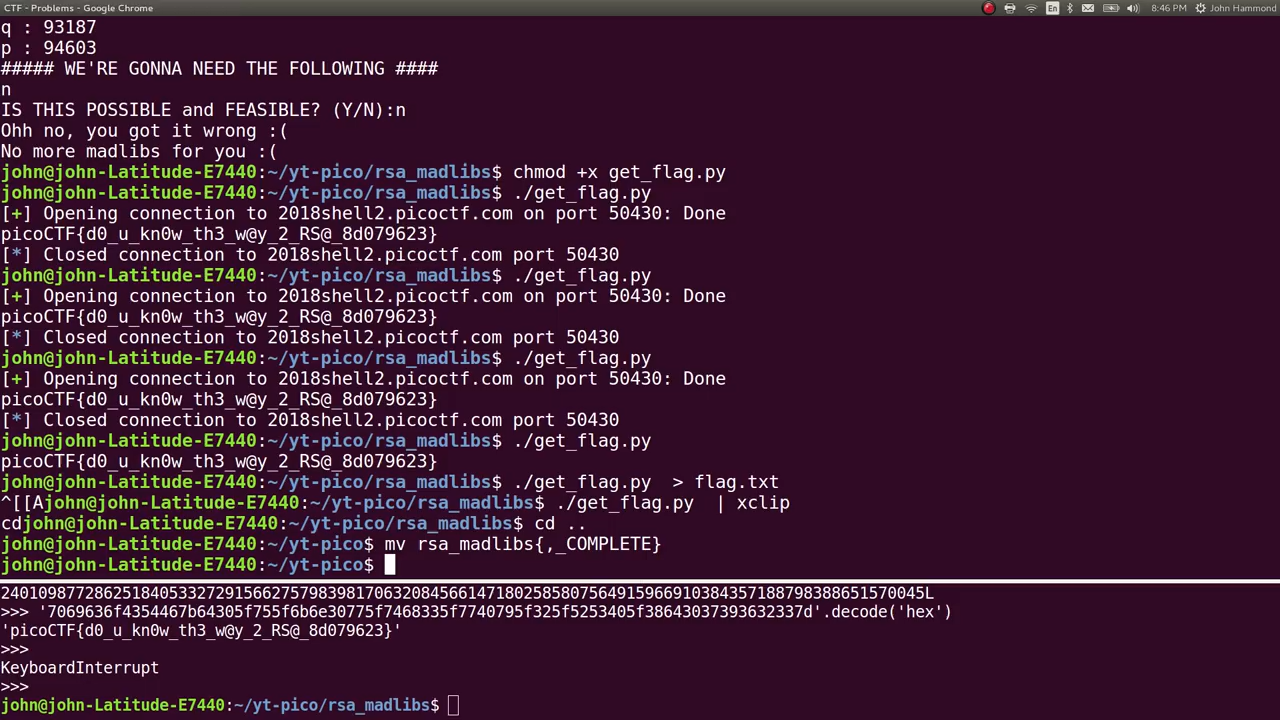 CTF - Problems - Google Chrome
En 8:46 PM John Hammond
q : 93187
p : 94603
##### WE'RE GONNA NEED THE FOLLOWING ####
n
IS THIS POSSIBLE and FEASIBLE? (Y/N):n
Ohh no, you got it wrong :(
No more madlibs for you :(
john@john-Latitude-E7440:~/yt-pico/rsa_madlibs$ chmod +x get_flag.py
john@john-Latitude-E7440:~/yt-pico/rsa_madlibs$ ./get_flag.py
[+] Opening connection to 2018shell2.picoctf.com on port 50430: Done
picoCTF{d0_u_kn0w_th3_w@y_2_RS@_8d079623}
[*] Closed connection to 2018shell2.picoctf.com port 50430
john@john-Latitude-E7440:~/yt-pico/rsa_madlibs$ ./get_flag.py
[+] Opening connection to 2018shell2.picoctf.com on port 50430: Done
picoCTF{d0_u_kn0w_th3_w@y_2_RS@_8d079623}
[*] Closed connection to 2018shell2.picoctf.com port 50430
john@john-Latitude-E7440:~/yt-pico/rsa_madlibs$ ./get_flag.py
[+] Opening connection to 2018shell2.picoctf.com on port 50430: Done
picoCTF{d0_u_kn0w_th3_w@y_2_RS@_8d079623}
[*] Closed connection to 2018shell2.picoctf.com port 50430
john@john-Latitude-E7440:~/yt-pico/rsa_madlibs$ ./get_flag.py
picoCTF{d0_u_kn0w_th3_w@y_2_RS@_8d079623}
john@john-Latitude-E7440:~/yt-pico/rsa_madlibs$ ./get_flag.py  > flag.txt
^[[Ajohn@john-Latitude-E7440:~/yt-pico/rsa_madlibs$ ./get_flag.py  | xclip
cdjohn@john-Latitude-E7440:~/yt-pico/rsa_madlibs$ cd ..
john@john-Latitude-E7440:~/yt-pico$ mv rsa_madlibs{,_COMPLETE}
john@john-Latitude-E7440:~/yt-pico$
240109877286251840533272915662757983981706320845661471802585807564915966910384357188798388651570045L
>>> '7069636f4354467b64305f755f6b6e30775f7468335f7740795f325f5253405f38643037393632337d'.decode('hex')
'picoCTF{d0_u_kn0w_th3_w@y_2_RS@_8d079623}'
>>>
KeyboardInterrupt
>>>
john@john-Latitude-E7440:~/yt-pico/rsa_madlibs$